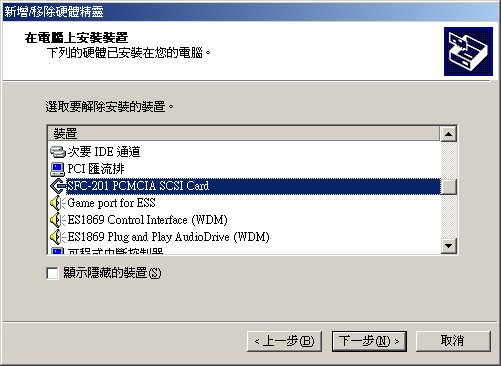 新增/移除硬體精靈
在電腦上安裝裝置
下列的硬體已安裝在您的電腦。
選取要解除安裝的裝置。
裝置
次要 IDE 通道
PCI 匯流排
SFC-201 PCMCIA SCSI Card
Game port for ESS
ES1869 Control Interface (WDM)
ES1869 Plug and Play AudioDrive (WDM)
可程式中斷控制器
顯示隱藏的裝置(S)
< 上一步(B)
下一步(N) >
取消